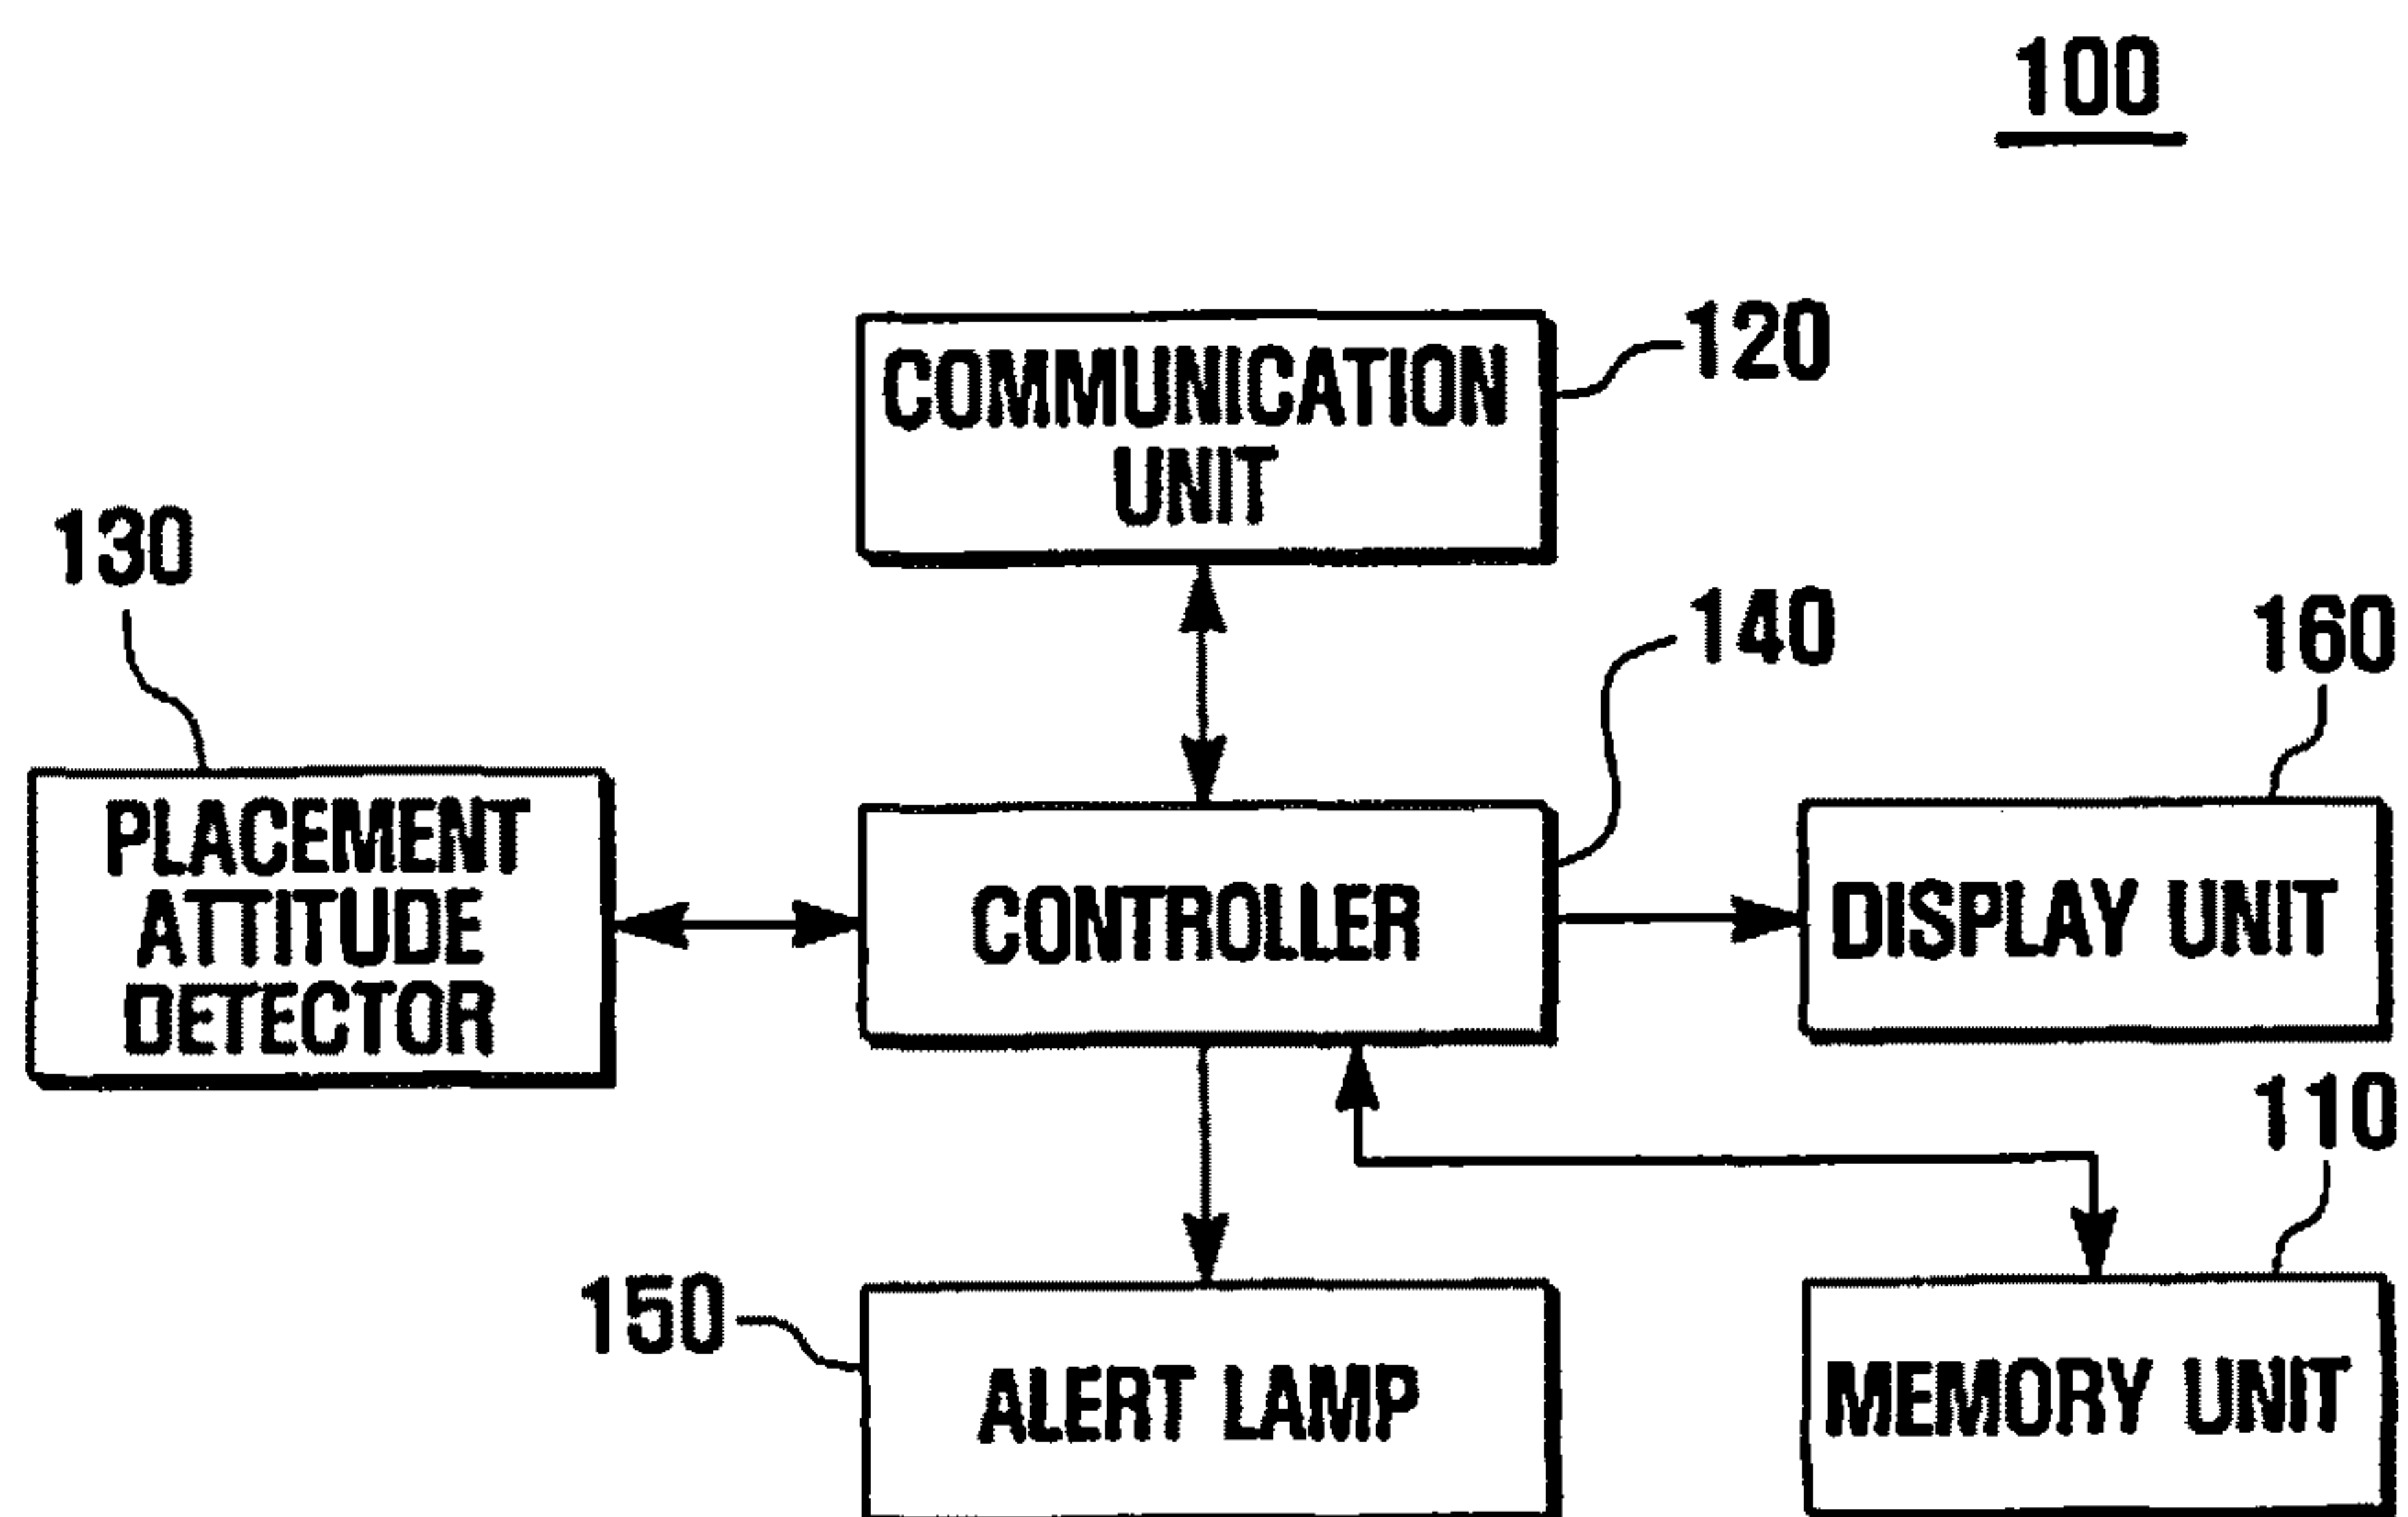 100
COMMUNICATION
UNIT
120
130
140
160
PLACEMENT
ATTITUDE
DETECTOR
CONTROLLER
DISPLAY UNIT
110
150
ALERT LAMP
MEMORY UNIT